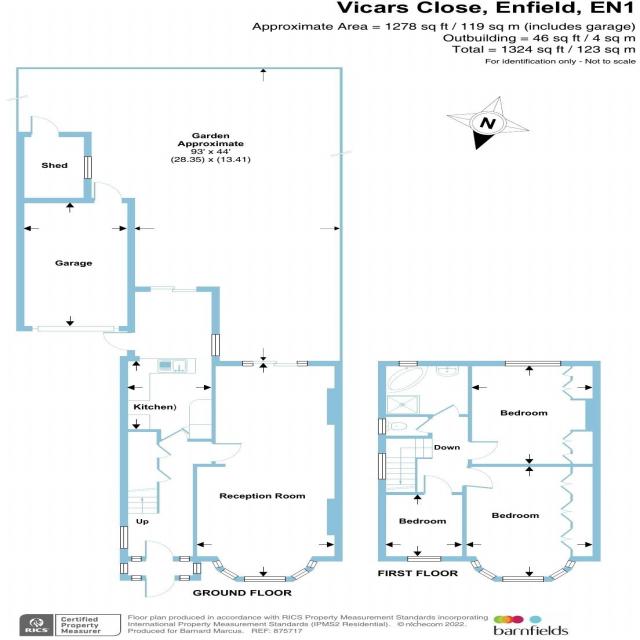 Vicars Close, Enfield, EN1
Approximate Area = 1278 sq ft / 119 sq m (includes garage)
Outbuilding = 46 sq ft / 4 sq m
Total = 1324 sq ft / 123 sq m
For identification only - Not to scale
Garden
Approximate
93' x 44'
(28.35) x (13.41)
N
Shed
Garage
Kitchen)
Bedroom
Down
Reception Room
Bedroom
Bedroom
Up
FIRST FLOOR
GROUND FLOOR
RICS
Certified
Property
Measurer
Floor plan produced in accordance with RICS Property Measurement Standards incorporating
International Property Measurement Standards (IPMS2 Residential). © nichecom 2022.
Produced for Barnard Marcus. REF: 875717
barnfields